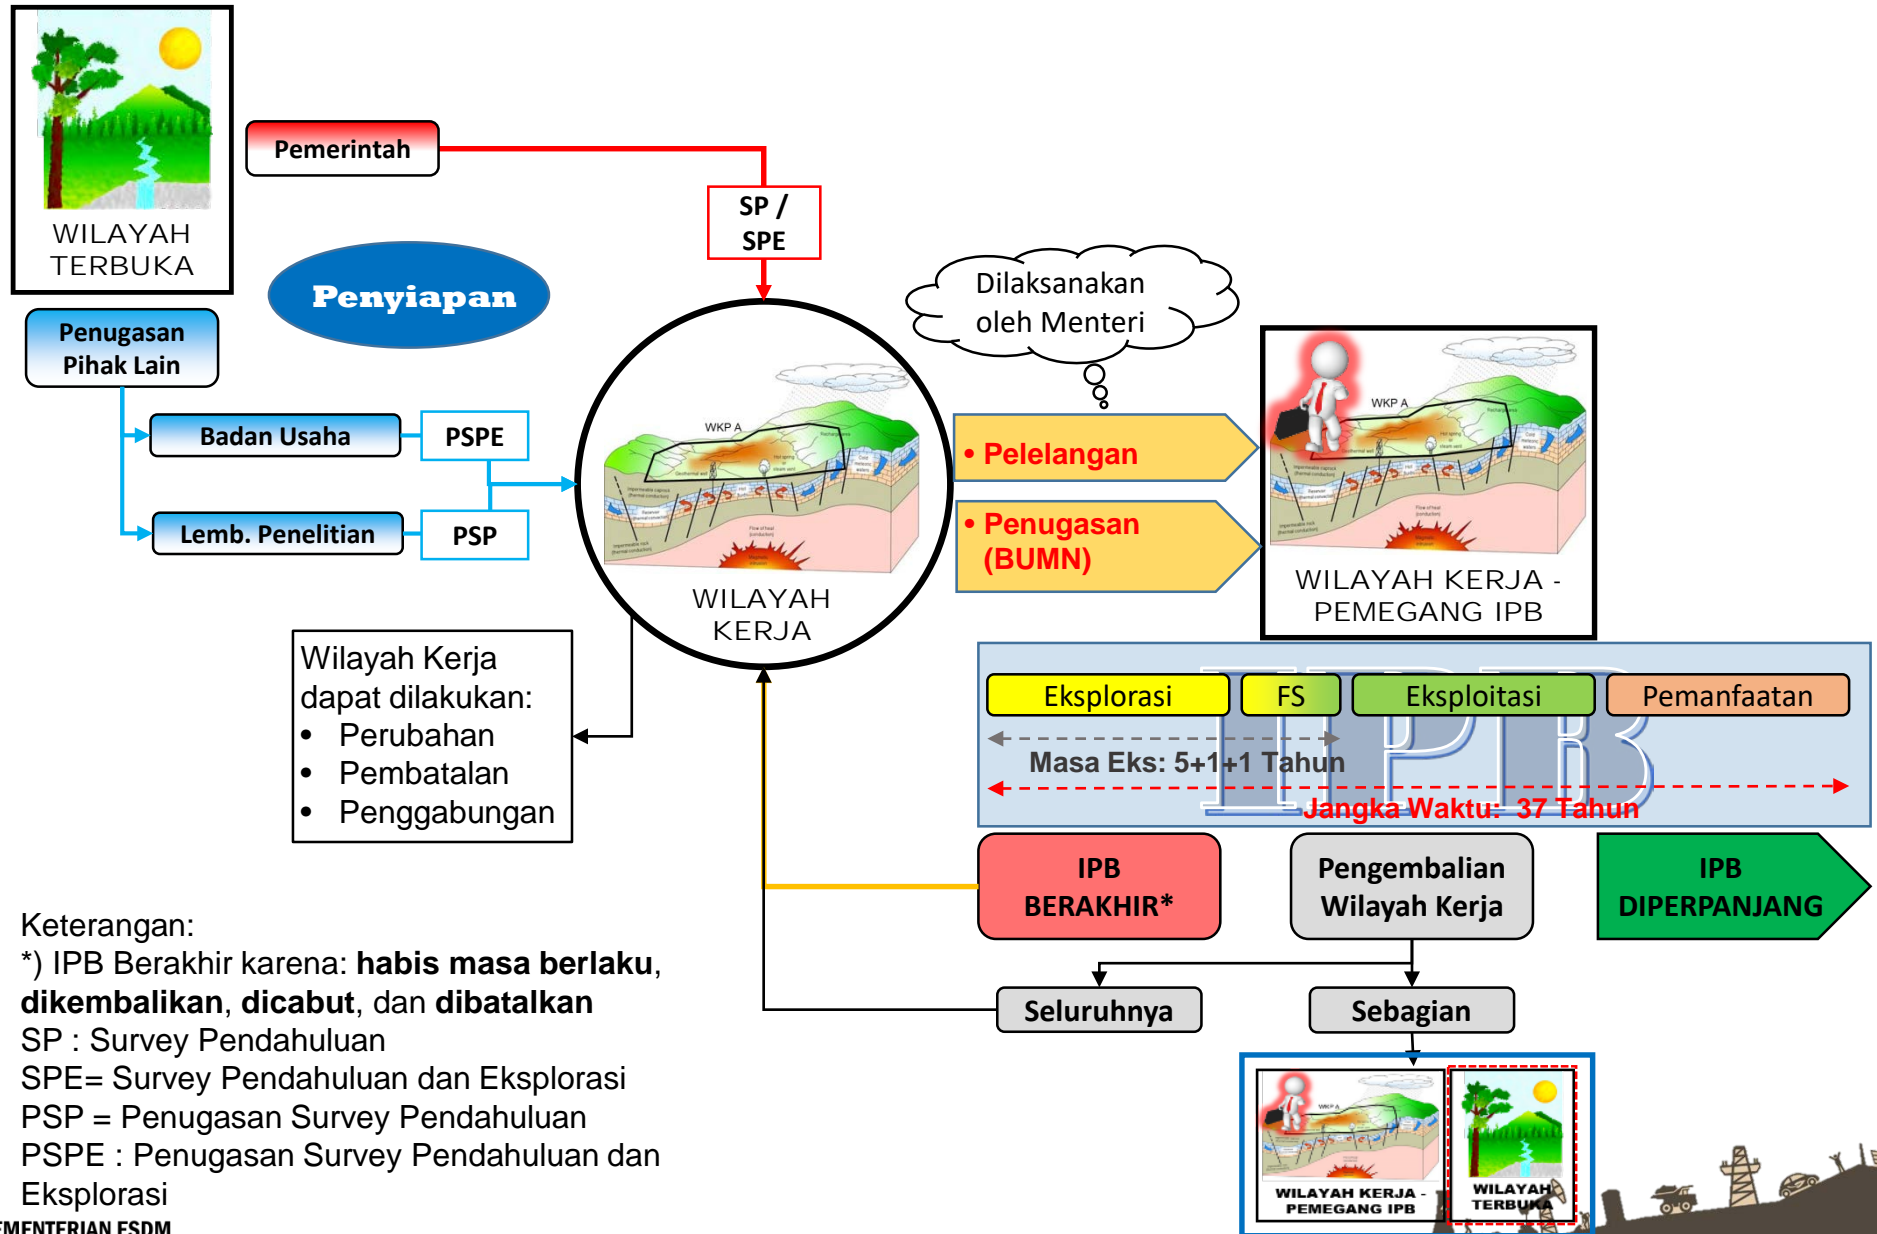 WILAYAH
TERBUKA
Pemerintah
SP /
SPE
Penyiapan
Penugasan
Pihak Lain
Badan Usaha
PSPE
Lemb. Penelitian
PSP
WKP A
WILAYAH
KERJA
Dilaksanakan
oleh Menteri
• Pelelangan
• Penugasan
(BUMN)
WKP A
WILAYAH KERJA -
PEMEGANG IPB
Wilayah Kerja
dapat dilakukan:
• Perubahan
• Pembatalan
• Penggabungan
IPB
Eksplorasi
FS
Eksploitasi
Pemanfaatan
Masa Eks: 5+1+1 Tahun
Jangka Waktu: 37 Tahun
IPB
BERAKHIR*
Pengembalian
Wilayah Kerja
IPB
DIPERPANJANG
Seluruhnya
Sebagian
WKP A
WILAYAH KERJA -
PEMEGANG IPB
WILAYAH
TERBUKA
Keterangan:
*) IPB Berakhir karena: habis masa berlaku,
dikembalikan, dicabut, dan dibatalkan
SP : Survey Pendahuluan
SPE= Survey Pendahuluan dan Eksplorasi
PSP = Penugasan Survey Pendahuluan
PSPE : Penugasan Survey Pendahuluan dan
Eksplorasi